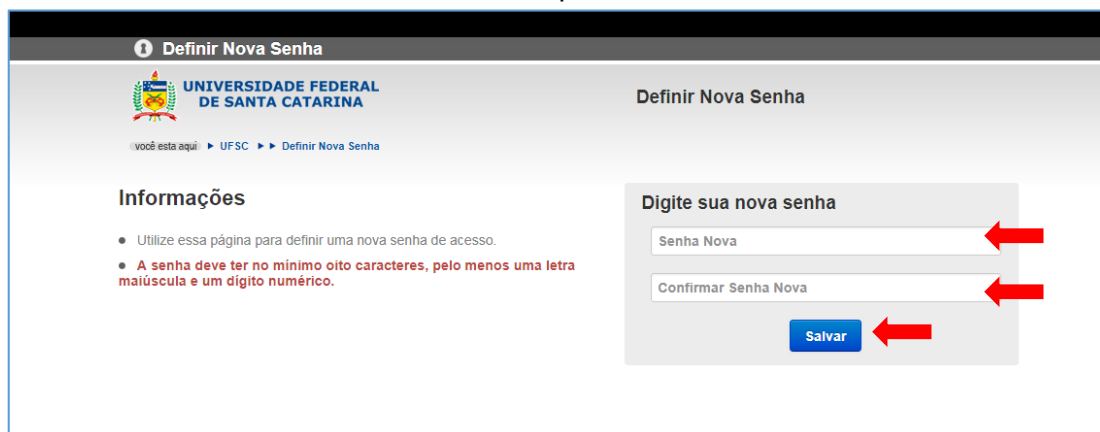 Definir Nova Senha
UNIVERSIDADE FEDERAL
DE SANTA CATARINA
Definir Nova Senha
você esta aqui ▶ UFSC ▶ ▶ Definir Nova Senha
Informações
● Utilize essa página para definir uma nova senha de acesso.
● A senha deve ter no mínimo oito caracteres, pelo menos uma letra
maiúscula e um dígito numérico.
Digite sua nova senha
Senha Nova
Confirmar Senha Nova
Salvar